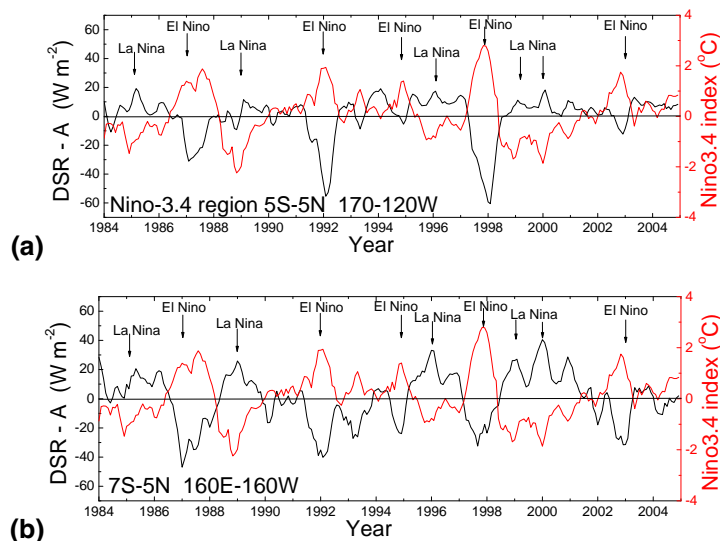 El Nino El Nino El Nino El Nino El Nino
La Nina La Nina La Nina La Nina
DSR - A (W m-2)
60
40
20
0
-20
-40
-60
4
2
0
-2
-4
Nino3.4 index (oC)
Nino-3.4 region 5S-5N 170-120W
1984 1986 1988 1990 1992 1994 1996 1998 2000 2002 2004
Year
(a)
El Nino El Nino El Nino El Nino El Nino
La Nina La Nina La Nina La Nina
DSR - A (W m-2)
60
40
20
0
-20
-40
-60
4
2
0
-2
-4
Nino3.4 index (oC)
7S-5N 160E-160W
1984 1986 1988 1990 1992 1994 1996 1998 2000 2002 2004
Year
(b)